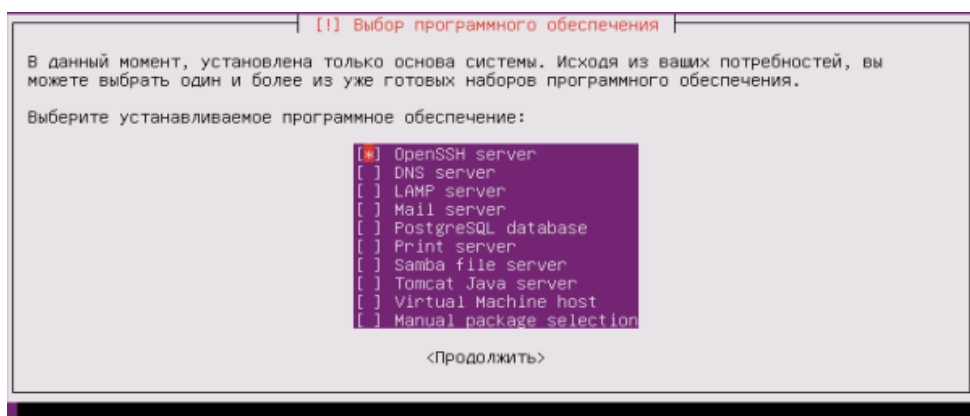 [!] Выбор программного обеспечения
В данный момент, установлена только основа системы. Исходя из ваших потребностей, вы
можете выбрать один и более из уже готовых наборов программного обеспечения.
Выберите устанавливаемое программное обеспечение:
[*] OpenSSH server
[ ] DNS server
[ ] LAMP server
[ ] Mail server
[ ] PostgreSQL database
[ ] Print server
[ ] Samba file server
[ ] Tomcat Java server
[ ] Virtual Machine host
[ ] Manual package selection
<Продолжить>